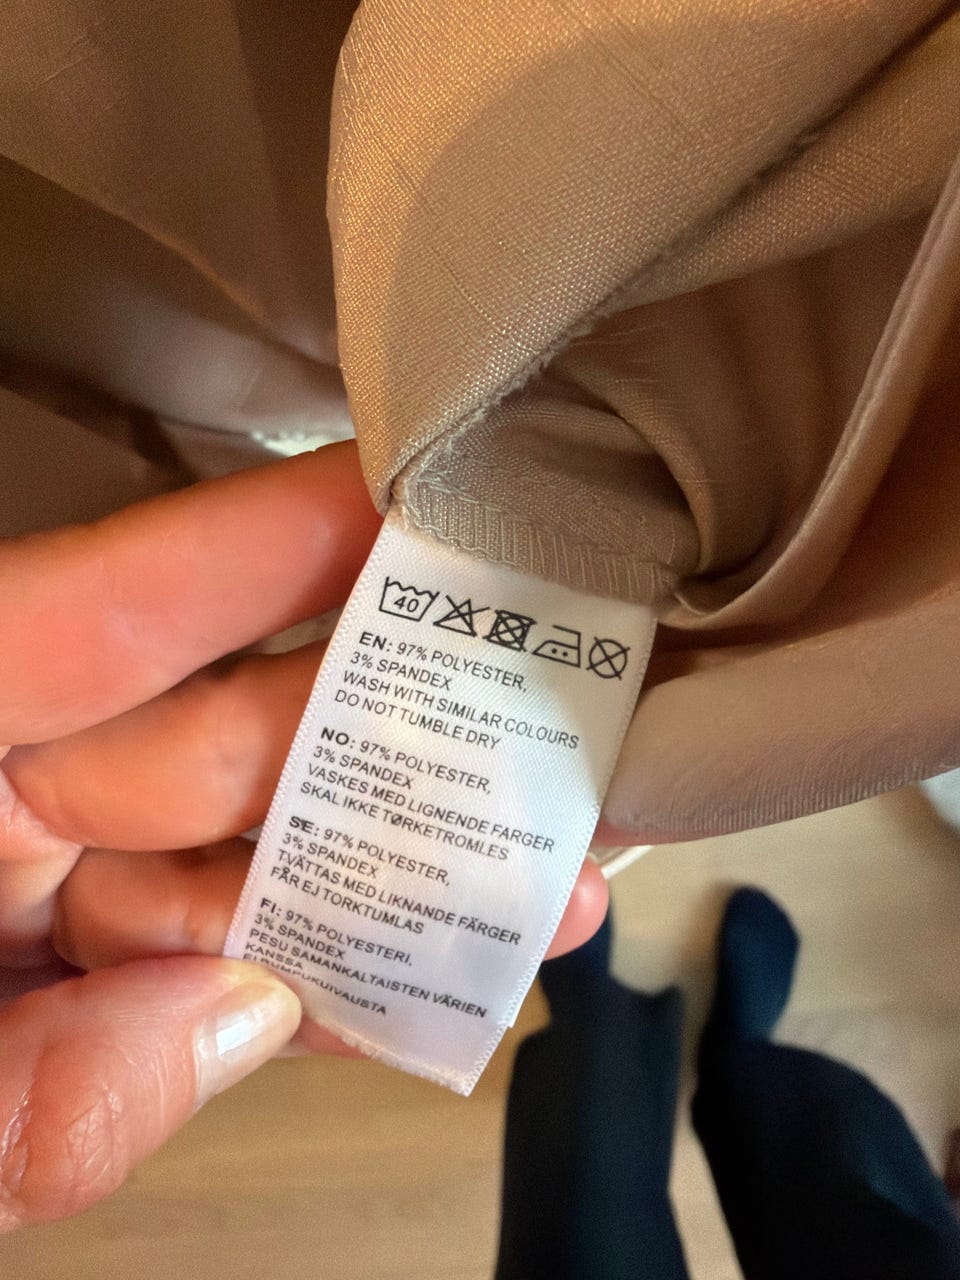 40
EN: 97% POLYESTER,
3% SPANDEX
WASH WITH SIMILAR COLOURS
DO NOT TUMBLE DRY
NO: 97% POLYESTER,
3% SPANDEX
VASKES MED LIGNENDE FARGER
SKAL IKKE TØRKETROMLES
SE: 97% POLYESTER,
3% SPANDEX
TVÄTTAS MED LIKNANDE FÄRGER
FÅR EJ TORKTUMLAS
FI: 97% POLYESTERI,
3% SPANDEX
PESU SAMANKALTAISTEN VÄRIEN
KANSSA
EI RUMPUKUIVAUSTA